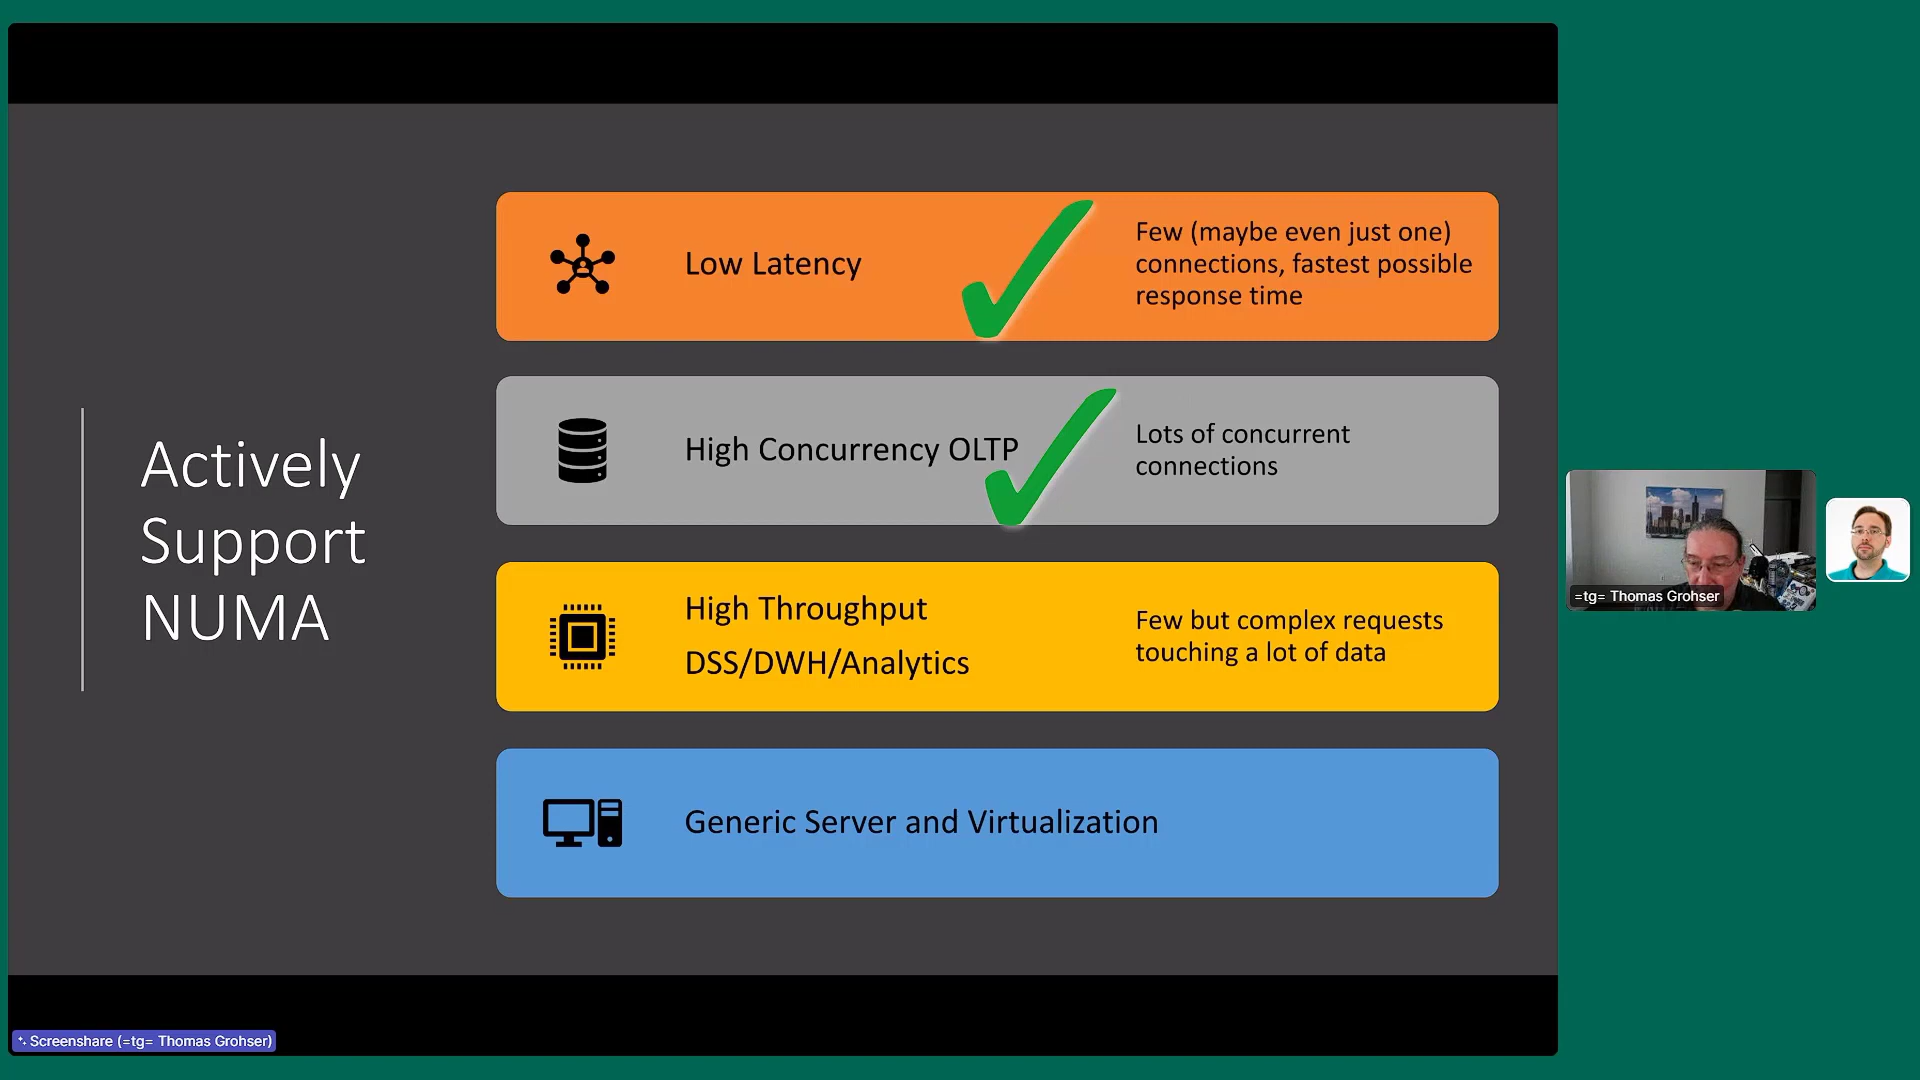 Actively
Support
NUMA
Low Latency
Few (maybe even just one)
connections, fastest possible
response time
High Concurrency OLTP
Lots of concurrent
connections
High Throughput
DSS/DWH/Analytics
Few but complex requests
touching a lot of data
Generic Server and Virtualization
=tg= Thomas Grohser
Screenshare (=tg= Thomas Grohser)